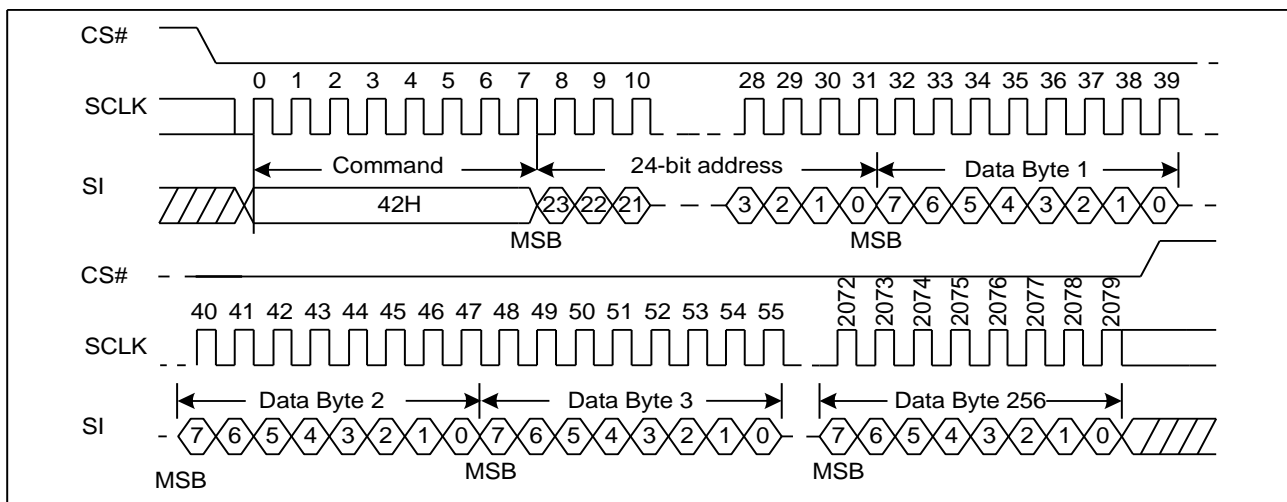 CS#
0 1 2 3 4 5 6 7 8 9 10 28 29 30 31 32 33 34 35 36 37 38 39
SCLK
Command 24-bit address Data Byte 1
SI
42H 23 22 21 3 2 1 0 7 6 5 4 3 2 1 0
MSB MSB
CS#
40 41 42 43 44 45 46 47 48 49 50 51 52 53 54 55 2072 2073 2074 2075 2076 2077 2078 2079
SCLK
Data Byte 2 Data Byte 3 Data Byte 256
SI
7 6 5 4 3 2 1 0 7 6 5 4 3 2 1 0 7 6 5 4 3 2 1 0
MSB MSB MSB